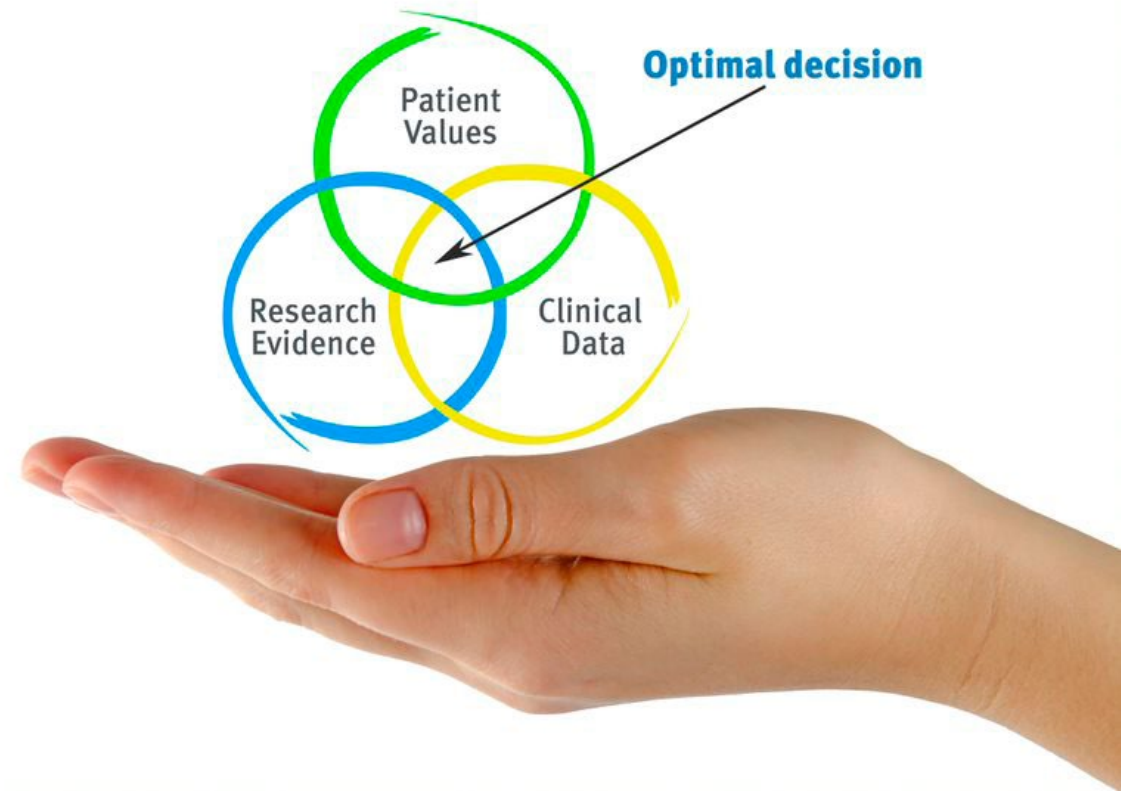 Optimal decision
Patient
Values
Research
Evidence
Clinical
Data